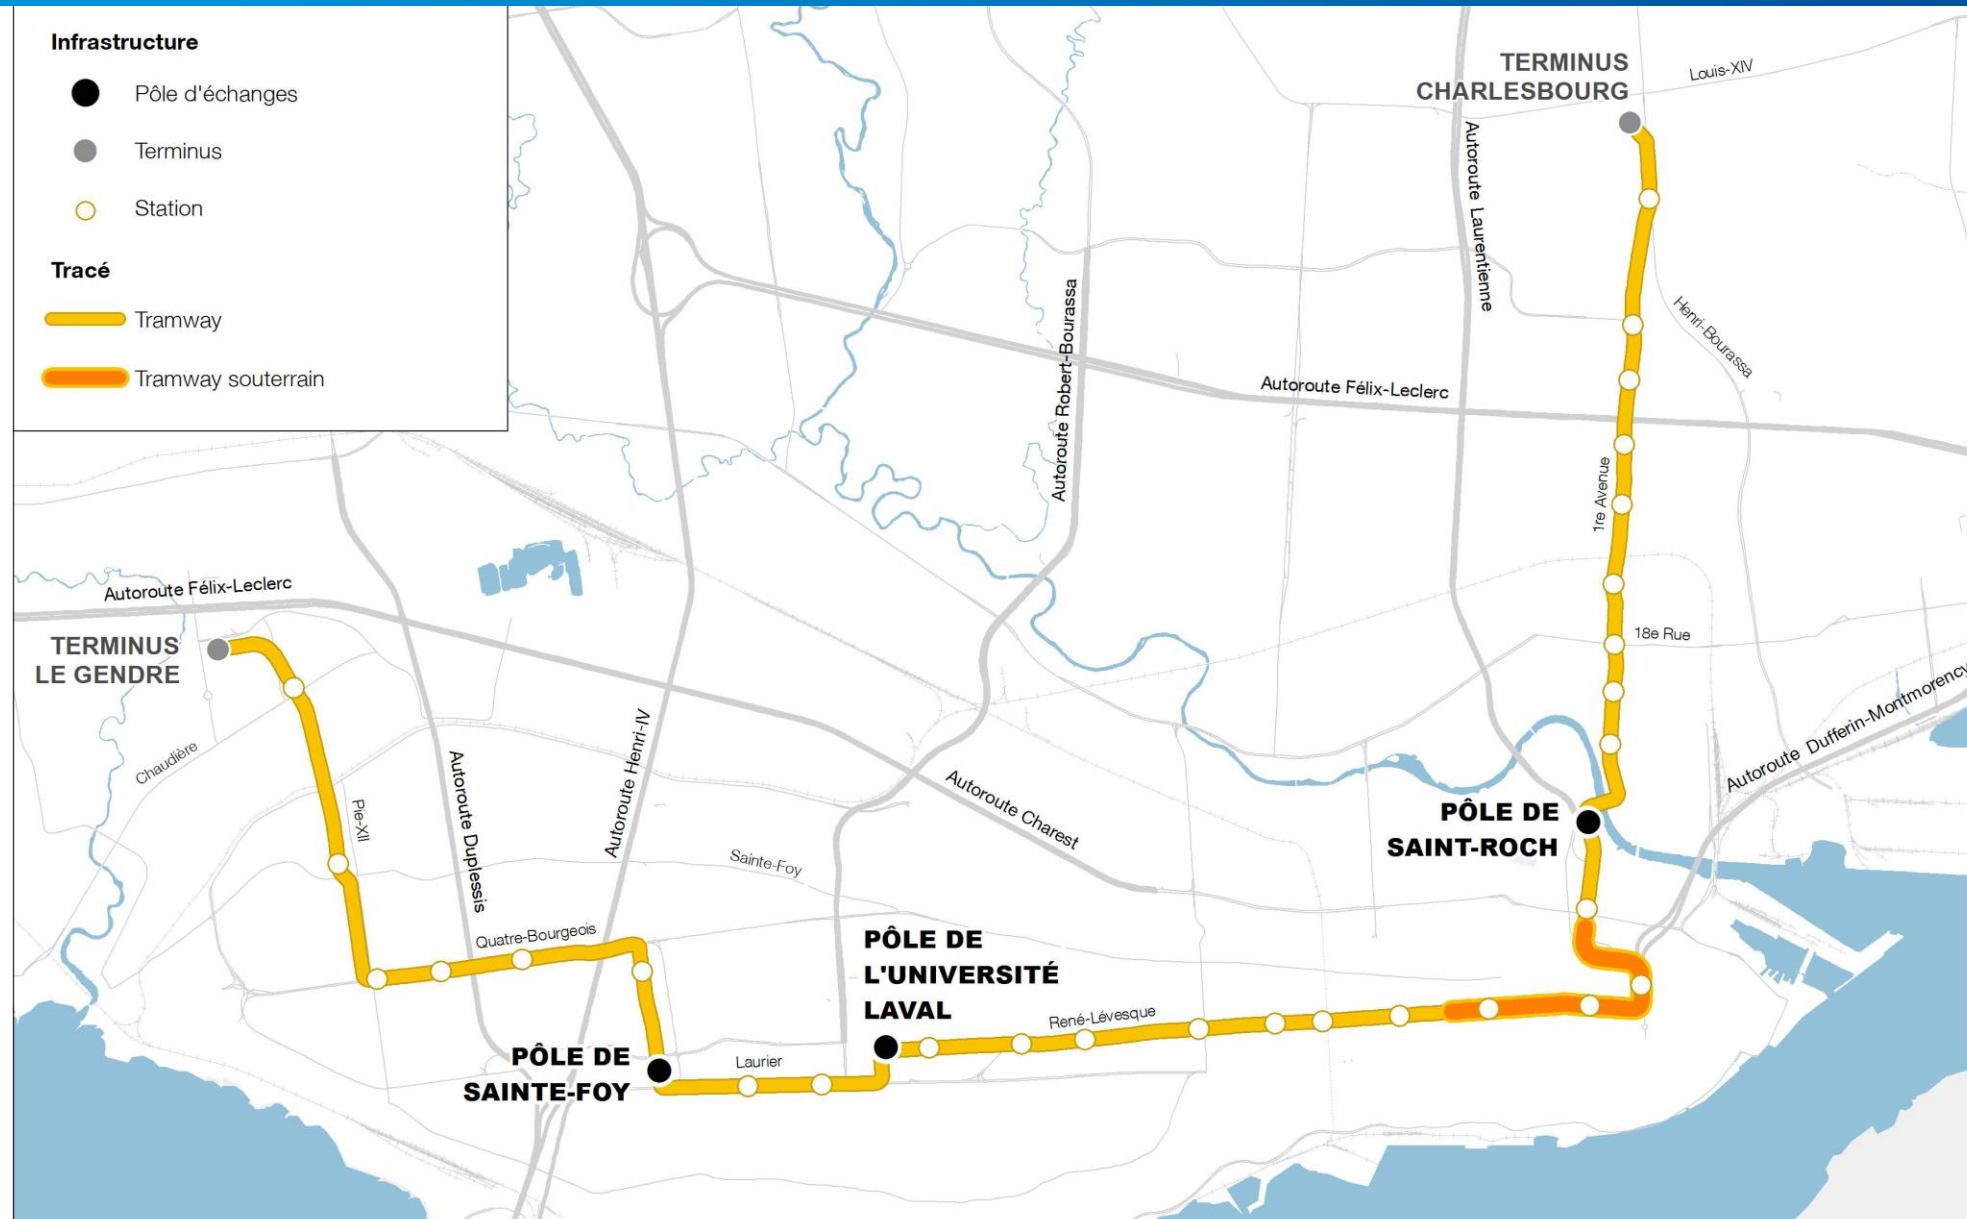 Infrastructure
Pôle d'échanges
Terminus
Station
Tracé
Tramway
Tramway souterrain
TERMINUS
CHARLESBOURG
Louis-XIV
Autoroute Laurentienne
Henri-Bourassa
Autoroute Robert-Bourassa
Autoroute Félix-Leclerc
1re Avenue
Autoroute Félix-Leclerc
TERMINUS
LE GENDRE
18e Rue
Autoroute Dufferin-Montmorency
Chaudière
Pie-XII
Autoroute Duplessis
Autoroute Henri-IV
Autoroute Charest
Sainte-Foy
PÔLE DE
SAINT-ROCH
Quatre-Bourgeois
PÔLE DE
L'UNIVERSITÉ
LAVAL
René-Lévesque
PÔLE DE
SAINTE-FOY
Laurier